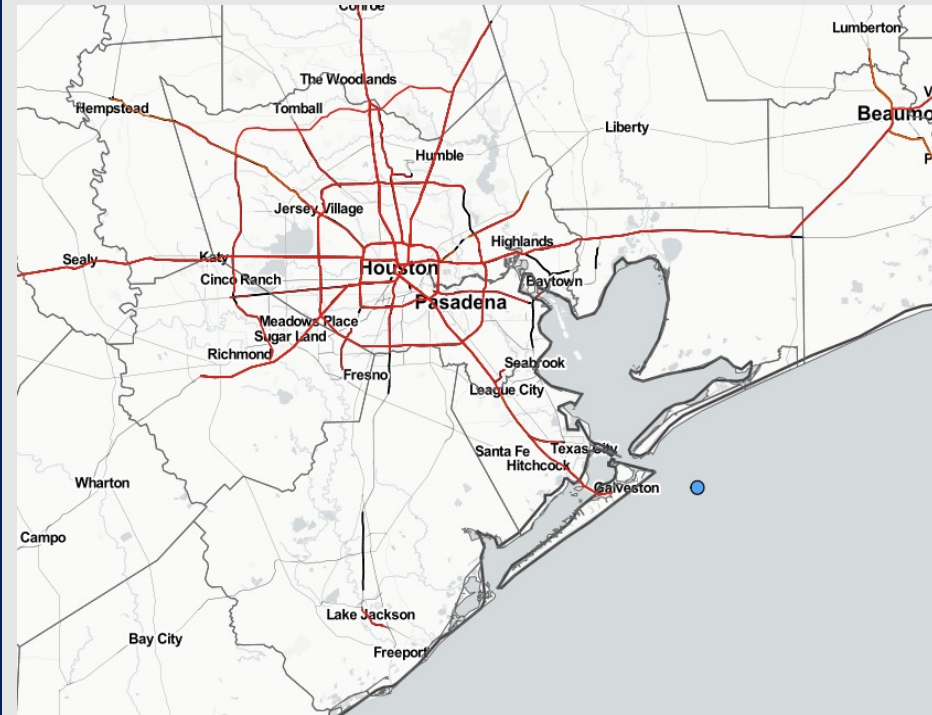 Conroe
Lumberton
The Woodlands
Hempstead
Tomball
Beaumo
Liberty
Humble
Jersey Village
Highlands
Sealy
Katy
Houston
Cinco Ranch
Baytown
Pasadena
Meadows Place
Sugar Land
Richmond
Seabrook
Fresno
League City
Santa Fe
Texas City
Hitchcock
Wharton
Galveston
Campo
Lake Jackson
Bay City
Freeport